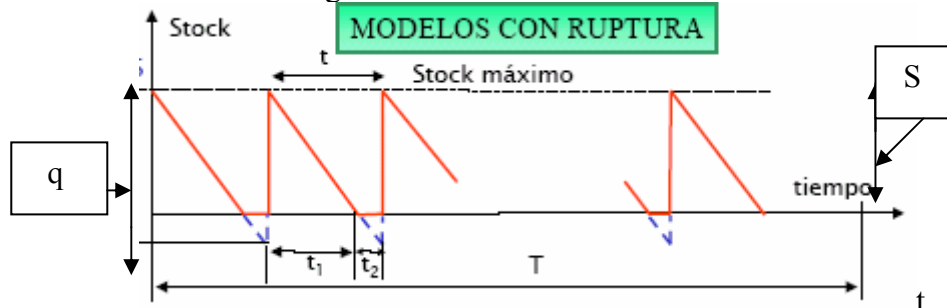 Stock
MODELOS CON RUPTURA
t
Stock máximo
S
q
tiempo
t₁
t₂
T
t